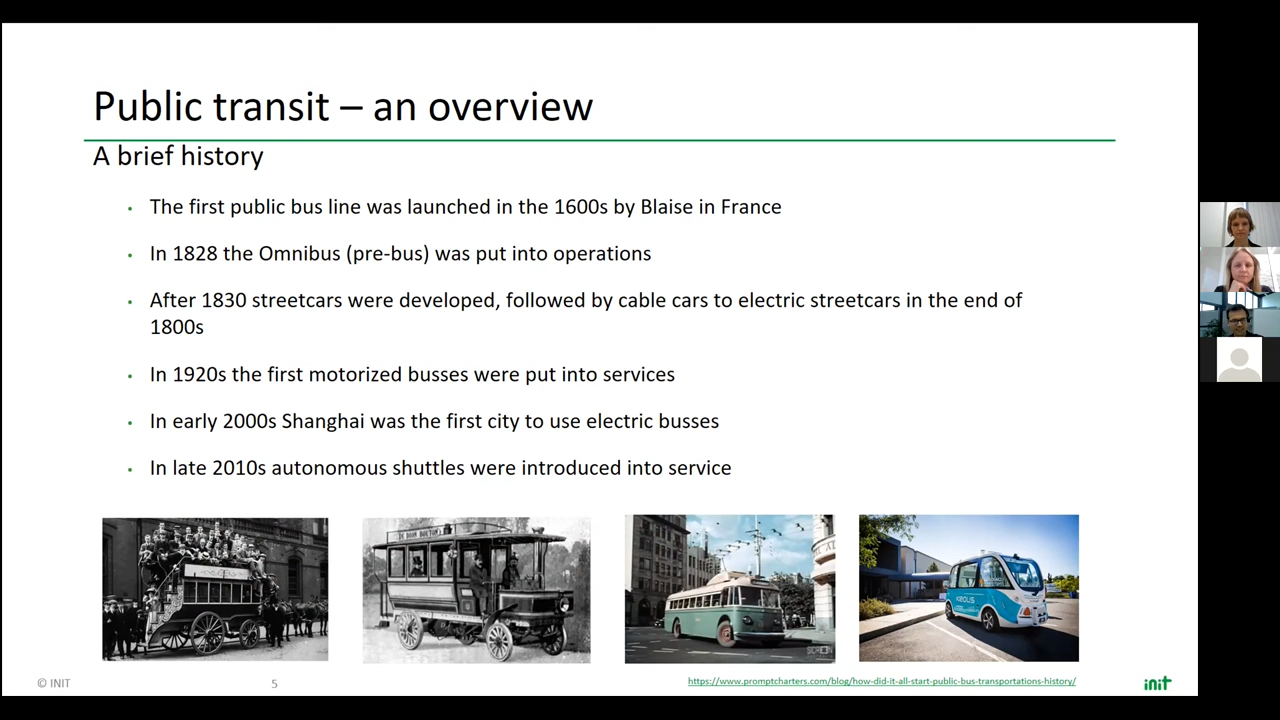 Public transit – an overview
A brief history
• The first public bus line was launched in the 1600s by Blaise in France
• In 1828 the Omnibus (pre-bus) was put into operations
• After 1830 streetcars were developed, followed by cable cars to electric streetcars in the end of
1800s
• In 1920s the first motorized busses were put into services
• In early 2000s Shanghai was the first city to use electric busses
• In late 2010s autonomous shuttles were introduced into service
DE DION BOUTON
KEOLIS
© INIT
5
https://www.promptcharters.com/blog/how-did-it-all-start-public-bus-transportations-history/
init